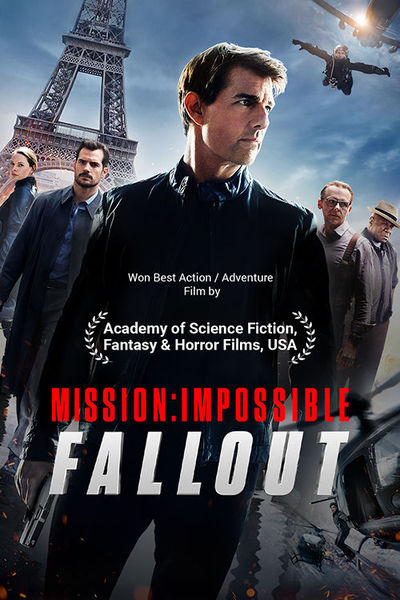 Won Best Action / Adventure
Film by
Academy of Science Fiction,
Fantasy & Horror Films, USA
MISSION:IMPOSSIBLE
FALLOUT